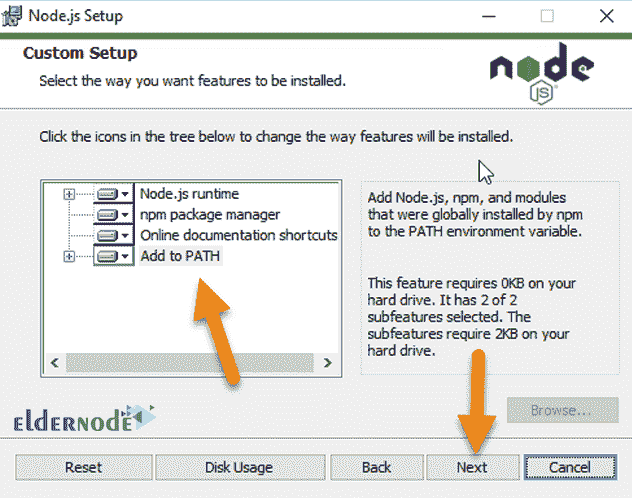 Node.js Setup
Custom Setup
Select the way you want features to be installed.
node
JS
Click the icons in the tree below to change the way features will be installed.
Node.js runtime
npm package manager
Online documentation shortcuts
Add to PATH
Add Node.js, npm, and modules
that were globally installed by npm
to the PATH environment variable.
This feature requires 0KB on your
hard drive. It has 2 of 2
subfeatures selected. The
subfeatures require 2KB on your
hard drive.
Browse...
ELDERNODE
Reset
Disk Usage
Back
Next
Cancel